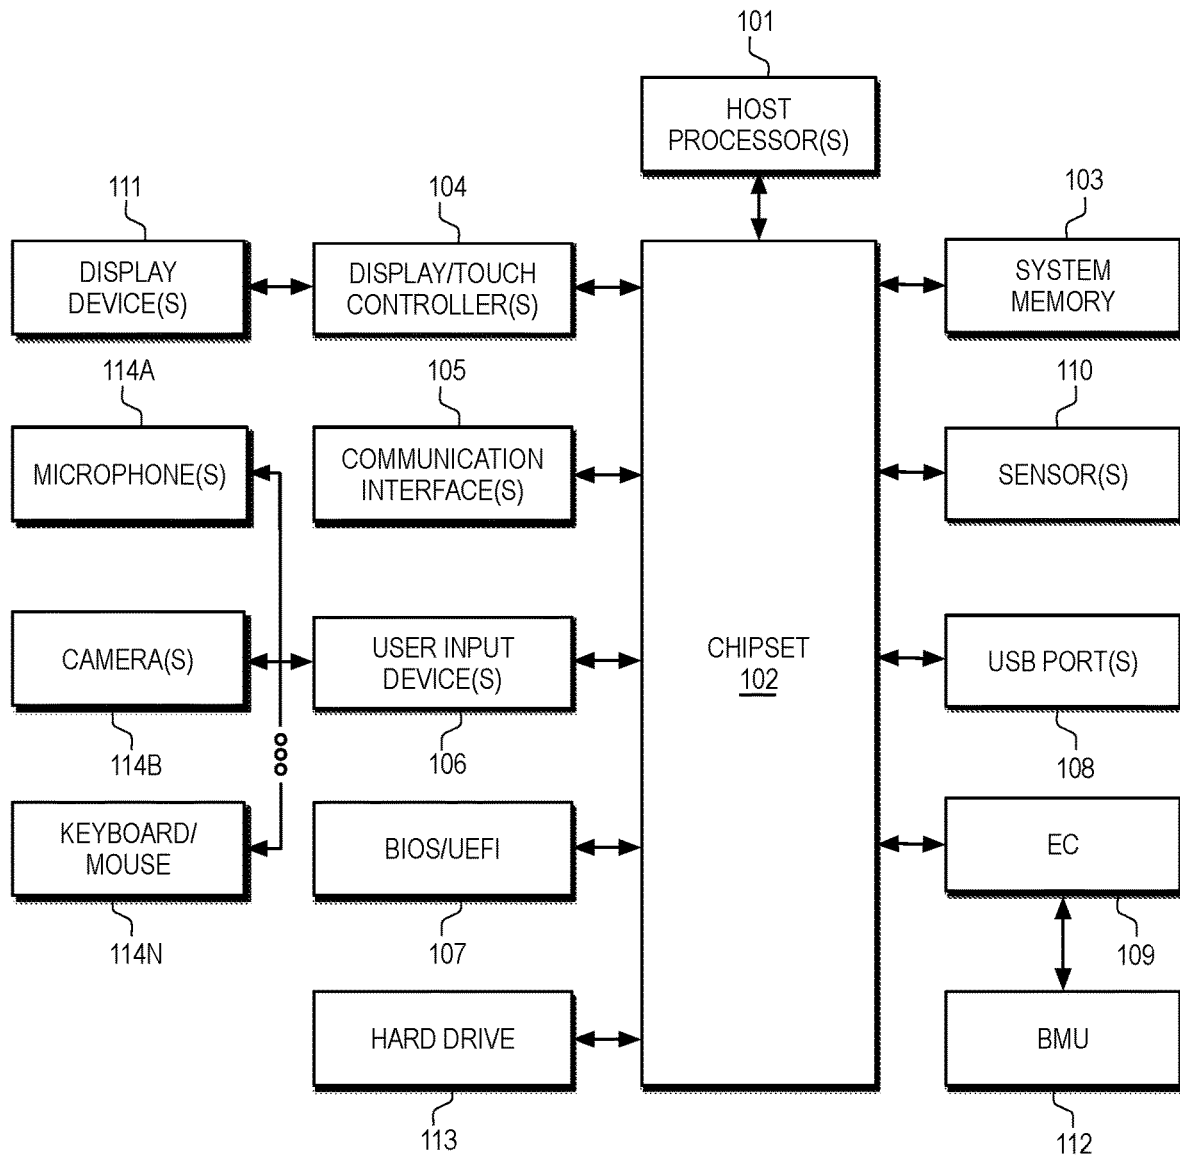 101
HOST
PROCESSOR(S)
111
DISPLAY
DEVICE(S)
104
DISPLAY/TOUCH
CONTROLLER(S)
103
SYSTEM
MEMORY
114A
MICROPHONE(S)
105
COMMUNICATION
INTERFACE(S)
110
SENSOR(S)
CAMERA(S)
114B
USER INPUT
DEVICE(S)
106
CHIPSET
102
USB PORT(S)
108
KEYBOARD/
MOUSE
114N
BIOS/UEFI
107
EC
109
HARD DRIVE
113
BMU
112